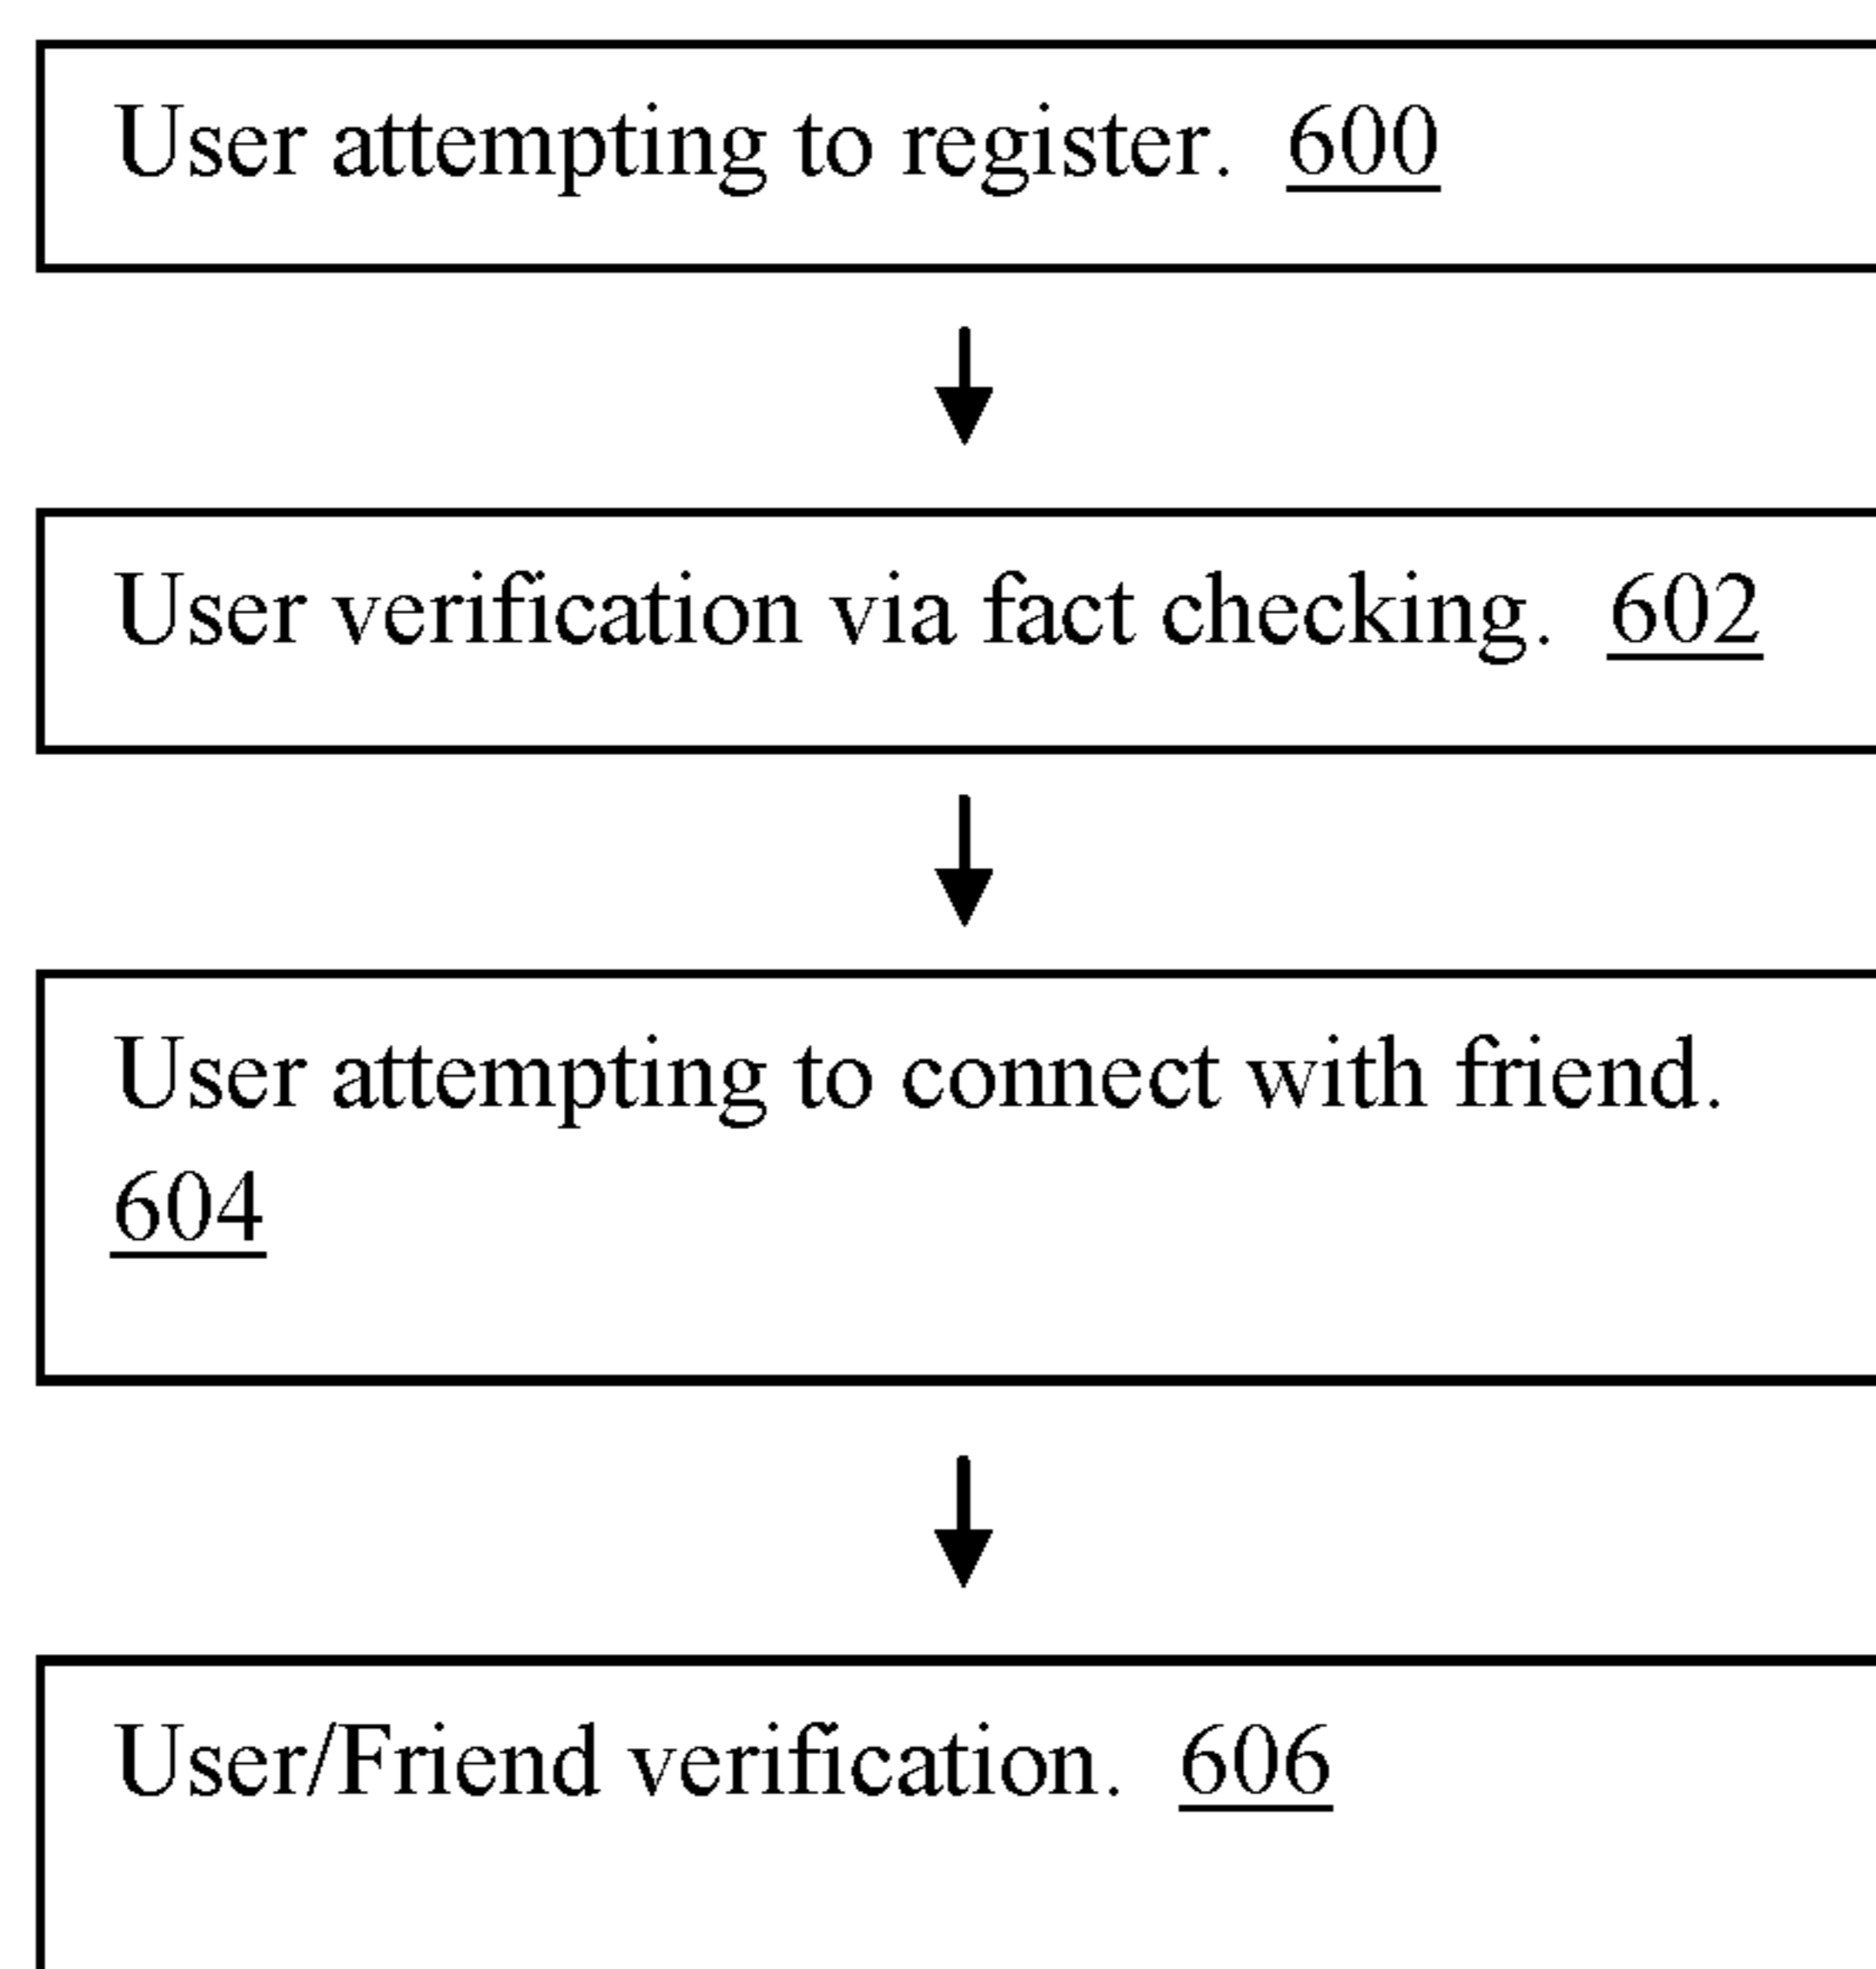 User attempting to register. 600
User verification via fact checking. 602
User attempting to connect with friend.
604
User/Friend verification. 606